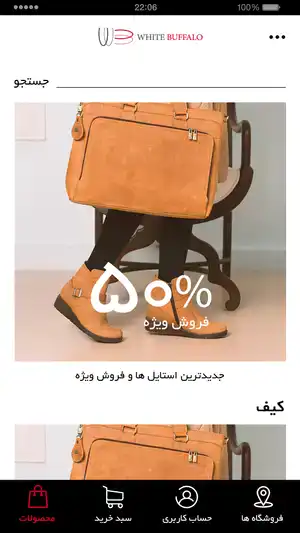 22:06
100%
WHITE BUFFALO
•••
جستجو
۵۰%
فروش ویژه
جدیدترین استایل ها و فروش ویژه
کیف
فروشگاه ها
حساب کاربری
سبد خرید
محصولات